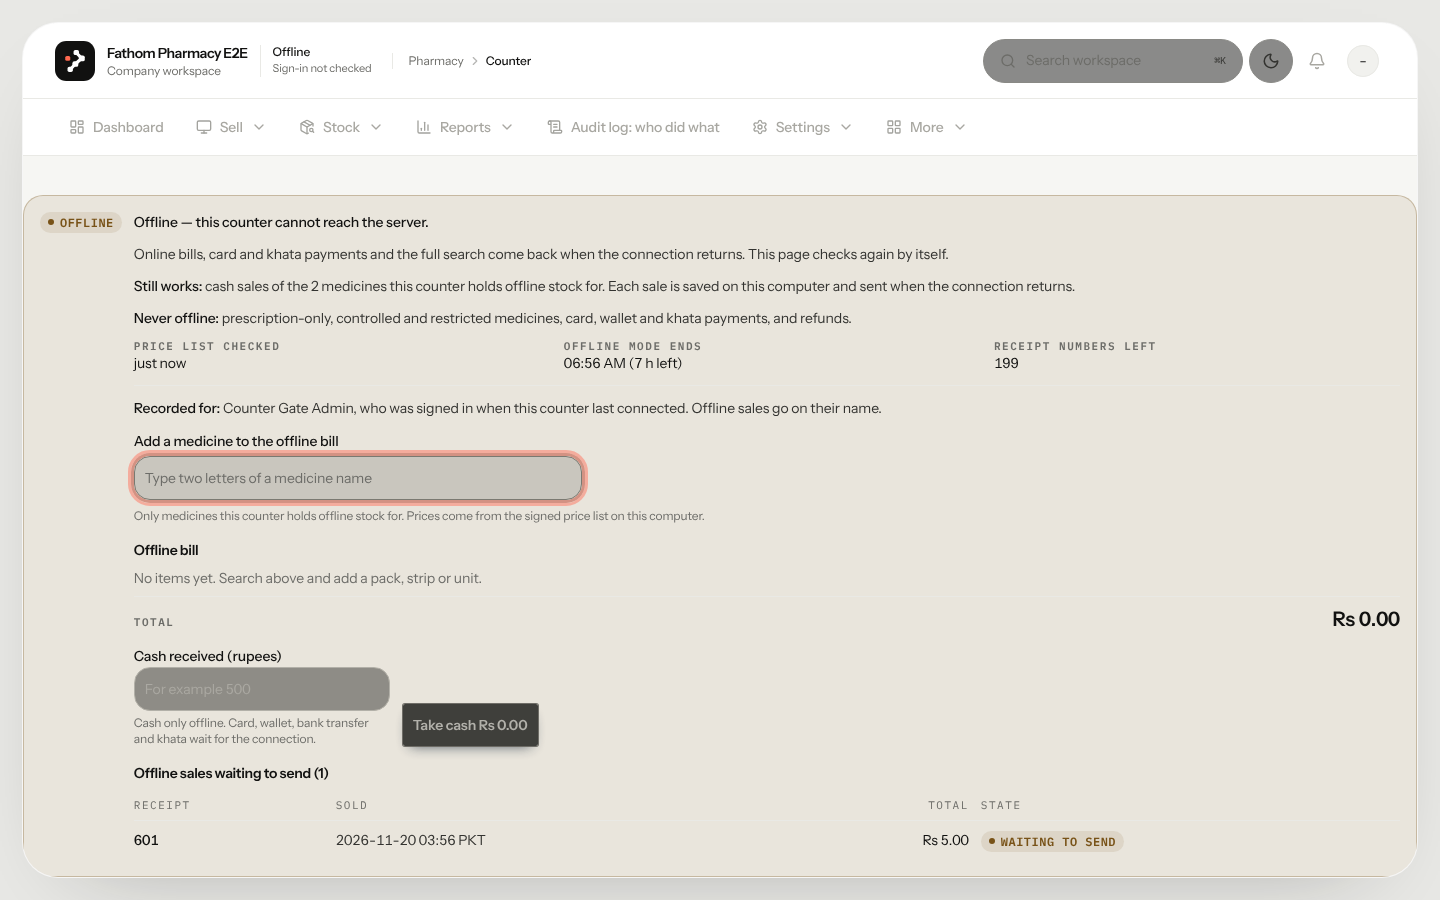 Fathom Pharmacy E2E
Company workspace
Offline
Sign-in not checked
Pharmacy > Counter
Search workspace
⌘K
-
Dashboard
Sell
Stock
Reports
Audit log: who did what
Settings
More
OFFLINE
Offline — this counter cannot reach the server.
Online bills, card and khata payments and the full search come back when the connection returns. This page checks again by itself.
Still works: cash sales of the 2 medicines this counter holds offline stock for. Each sale is saved on this computer and sent when the connection returns.
Never offline: prescription-only, controlled and restricted medicines, card, wallet and khata payments, and refunds.
PRICE LIST CHECKED
just now
OFFLINE MODE ENDS
06:56 AM (7 h left)
RECEIPT NUMBERS LEFT
199
Recorded for: Counter Gate Admin, who was signed in when this counter last connected. Offline sales go on their name.
Add a medicine to the offline bill
Type two letters of a medicine name
Only medicines this counter holds offline stock for. Prices come from the signed price list on this computer.
Offline bill
No items yet. Search above and add a pack, strip or unit.
TOTAL
Rs 0.00
Cash received (rupees)
For example 500
Cash only offline. Card, wallet, bank transfer
and khata wait for the connection.
Take cash Rs 0.00
Offline sales waiting to send (1)
RECEIPT SOLD TOTAL STATE
601 2026-11-20 03:56 PKT Rs 5.00 WAITING TO SEND